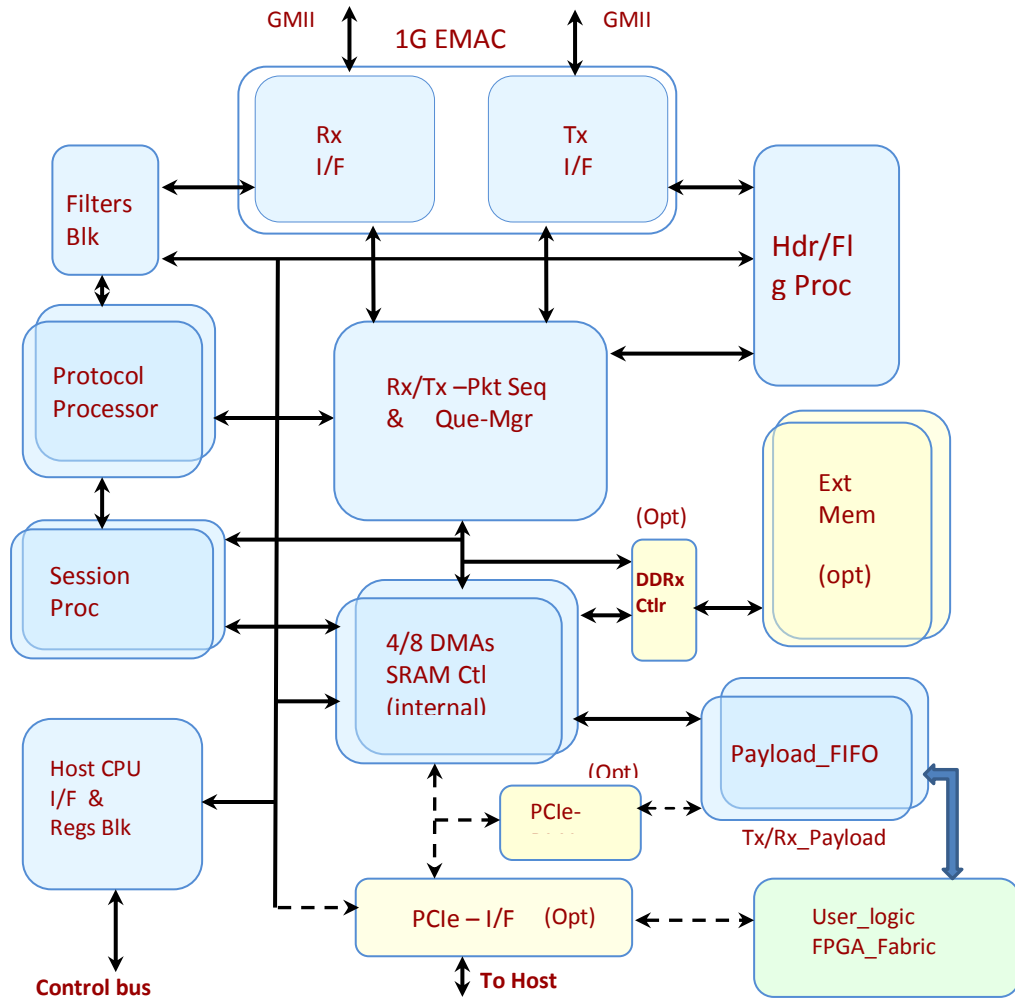 GMII
GMII
1G EMAC
Rx
I/F
Tx
I/F
Filters
Blk
Hdr/Fl
g Proc
Protocol
Processor
Rx/Tx –Pkt Seq
& Que-Mgr
Ext
Mem
(opt)
(Opt)
DDRx
Ctlr
Session
Proc
4/8 DMAs
SRAM Ctl
(internal)
Host CPU
I/F &
Regs Blk
Payload_FIFO
(Opt)
PCIe-
Tx/Rx_Payload
PCIe – I/F (Opt)
User_logic
FPGA_Fabric
Control bus
To Host